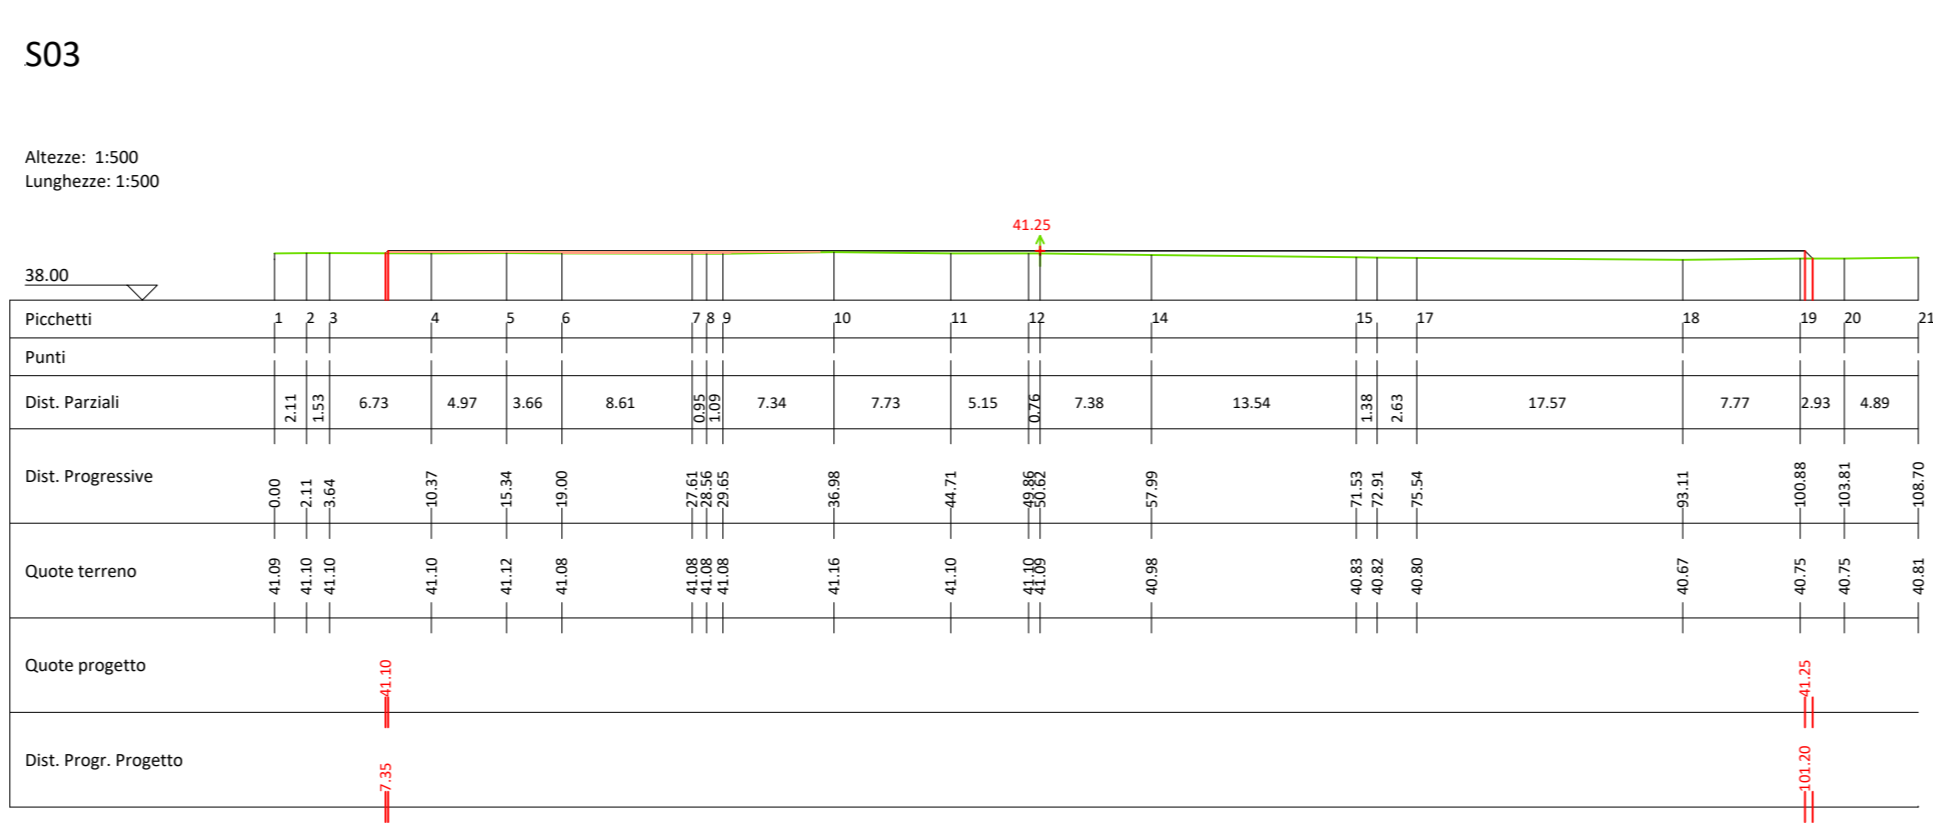 S03
Altezze: 1:500
Lunghezze: 1:500
41.25
38.00
Picchetti 1 2 3 4 5 6 7 8 9 10 11 12 14 15 17 18 19 20 21
Punti
Dist. Parziali 2.11 1.53 6.73 4.97 3.66 8.61 0.95 1.09 7.34 7.73 5.15 0.76 7.38 13.54 1.38 2.63 17.57 7.77 2.93 4.89
Dist. Progressive 0.00 2.11 3.64 10.37 15.34 19.00 27.61 28.56 29.65 36.98 44.71 49.86 50.62 57.99 71.53 72.91 75.54 93.11 100.88 103.81 108.70
Quote terreno 41.09 41.10 41.10 41.10 41.12 41.08 41.08 41.08 41.08 41.16 41.10 41.10 41.09 40.98 40.83 40.82 40.80 40.67 40.75 40.75 40.81
Quote progetto 41.10 41.25
Dist. Progr. Progetto 7.35 101.20